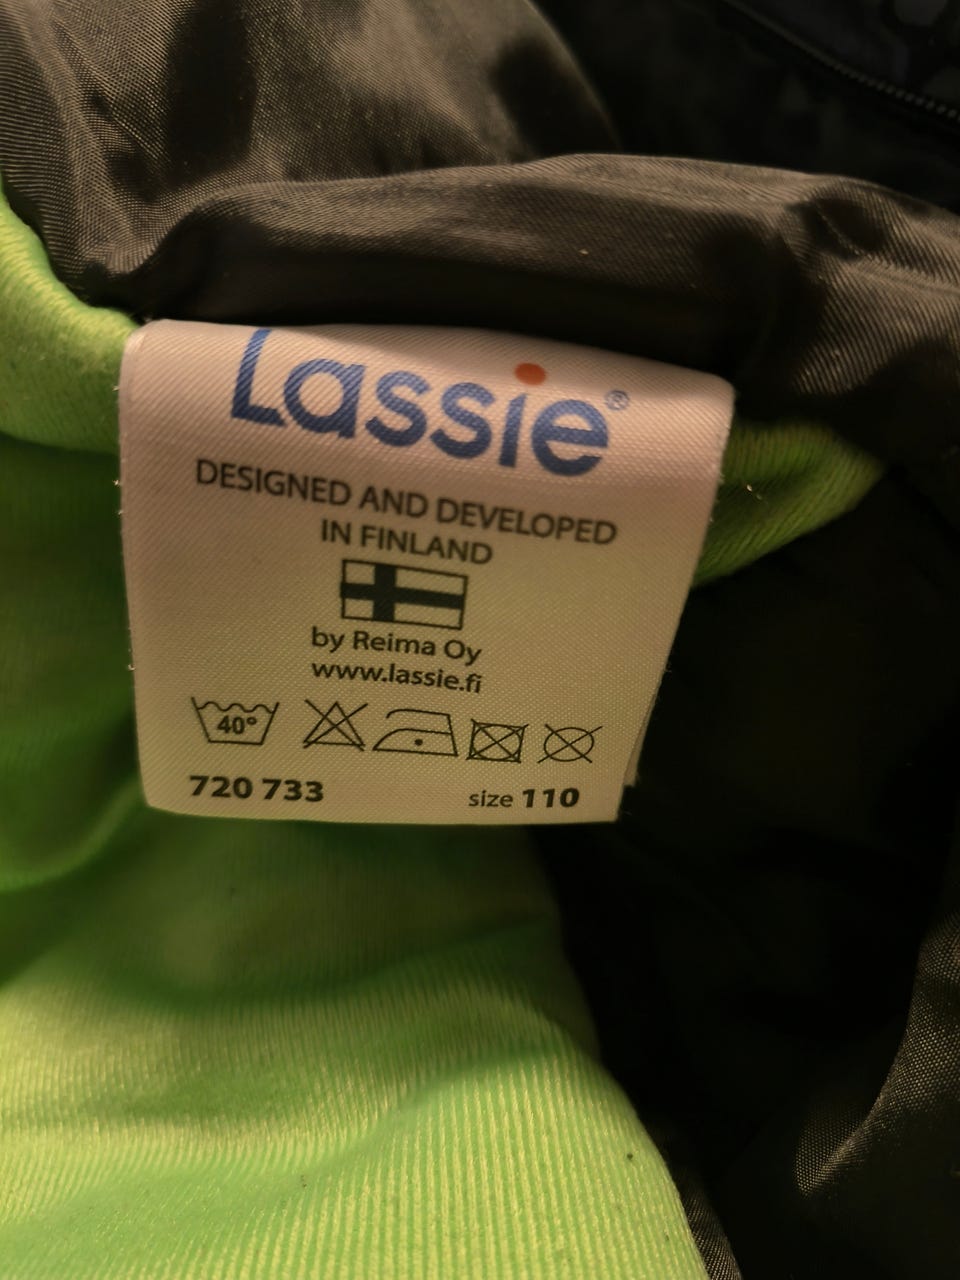 Lassie®
DESIGNED AND DEVELOPED
IN FINLAND
by Reima Oy
www.lassie.fi
40°
720 733 size 110